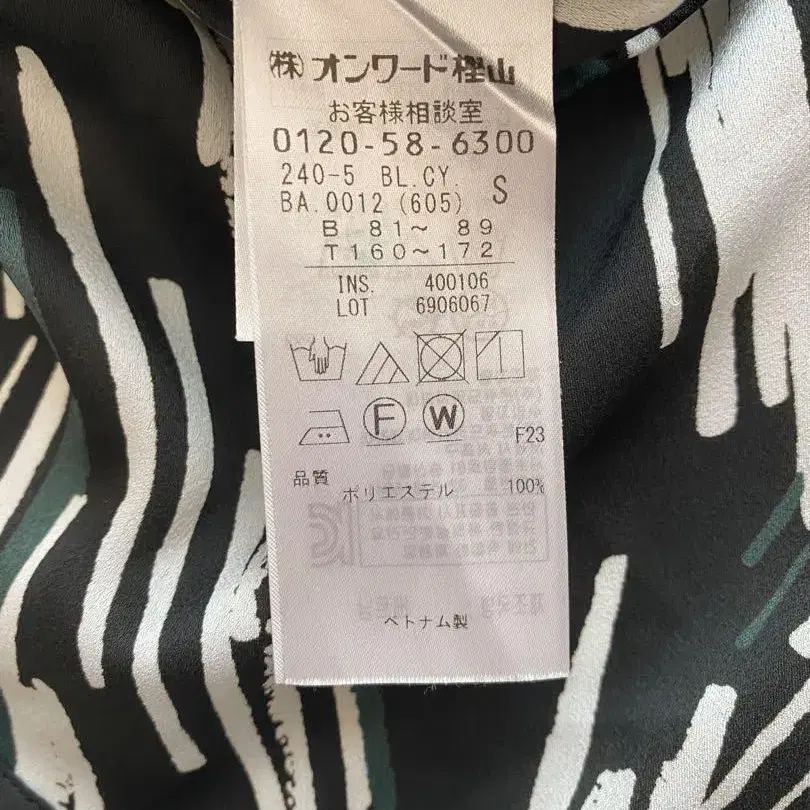 (株)オンワード樫山
お客様相談室
0120-58-6300
240-5 BL.CY. S
BA.0012 (605)
B 81〜 89
T160〜172
INS. 400106
LOT 6906067
F W
F23
品質
ポリエステル 100%
ベトナム製